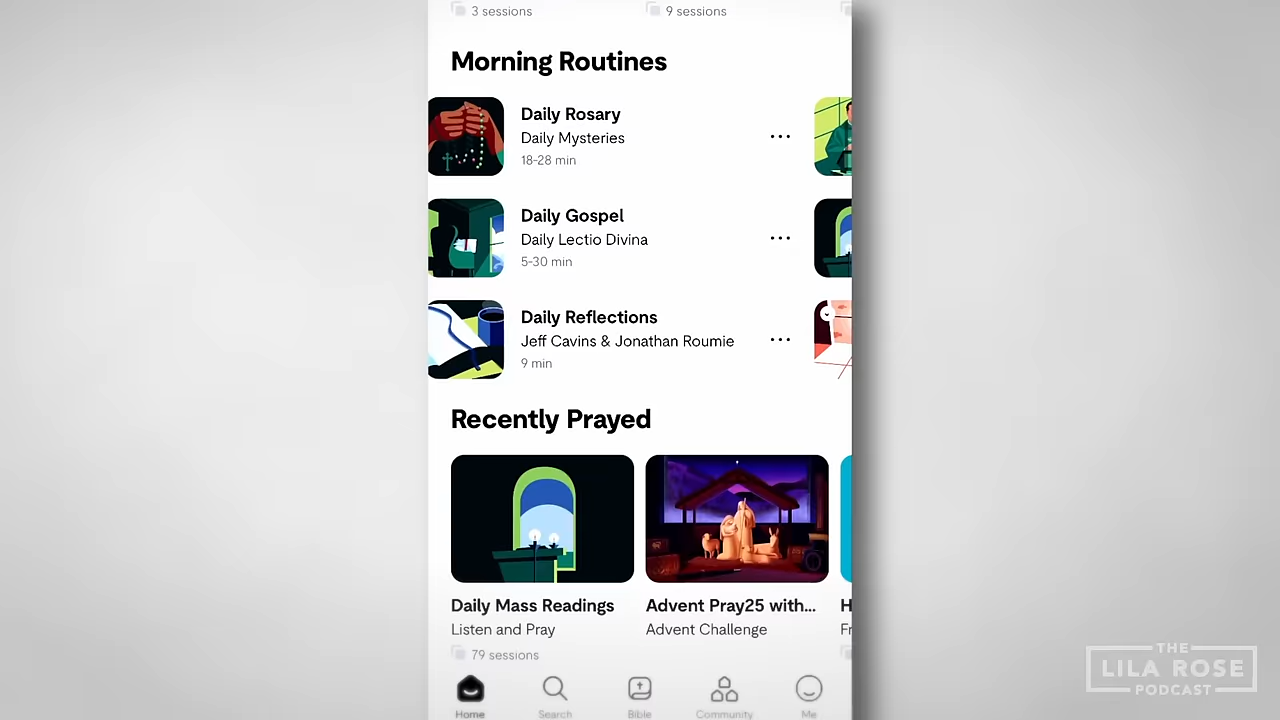 3 sessions
9 sessions
Morning Routines
Daily Rosary
Daily Mysteries
18-28 min
Daily Gospel
Daily Lectio Divina
5-30 min
Daily Reflections
Jeff Cavins & Jonathan Roumie
9 min
Recently Prayed
Daily Mass Readings
Listen and Pray
79 sessions
Advent Pray25 with...
Advent Challenge
H
Fr
Home
Search
Bible
Community
Me
THE
LILA ROSE
PODCAST